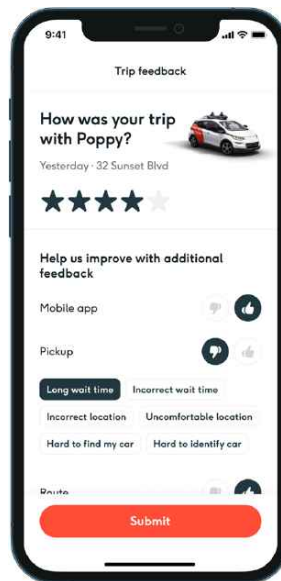 9:41
Trip feedback
How was your trip
with Poppy?
Yesterday · 32 Sunset Blvd
Help us improve with additional
feedback
Mobile app
Pickup
Long wait time Incorrect wait time
Incorrect location Uncomfortable location
Hard to find my car Hard to identify car
Route
Submit